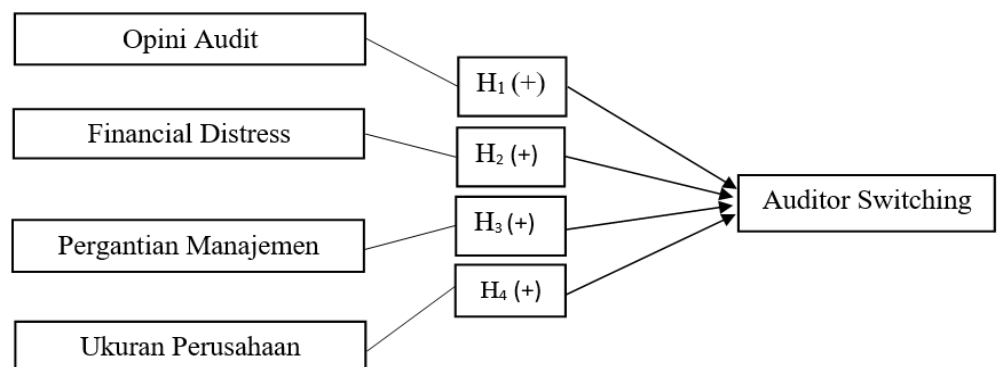 Opini Audit
H₁ (+)
Financial Distress
H₂ (+)
Auditor Switching
H₃ (+)
Pergantian Manajemen
H₄ (+)
Ukuran Perusahaan